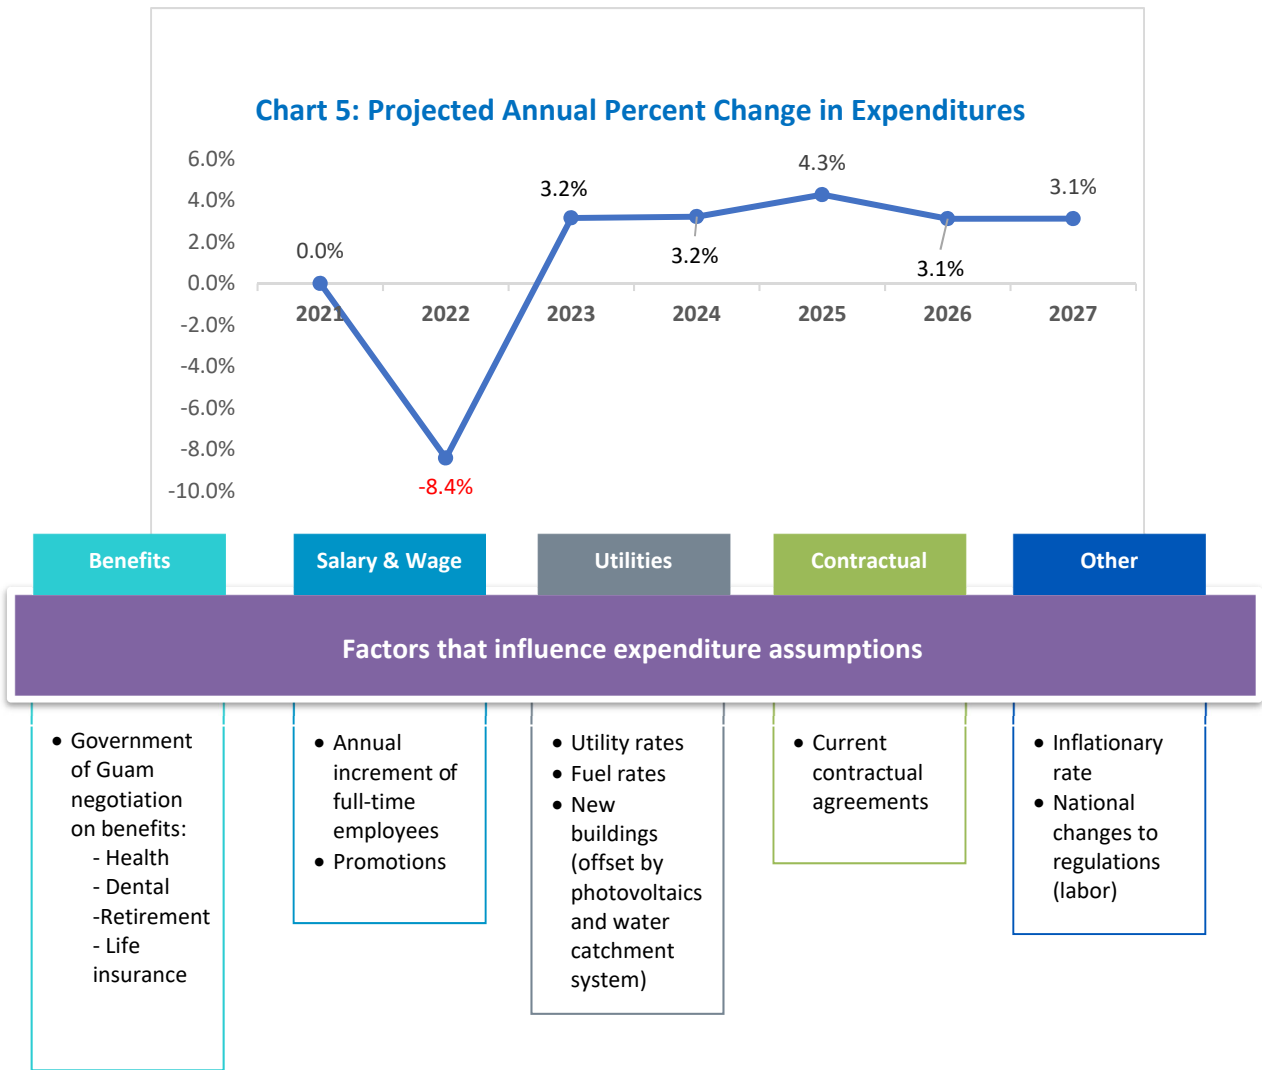 Chart 5: Projected Annual Percent Change in Expenditures
6.0%
4.0%
2.0%
0.0%
-2.0%
-4.0%
-6.0%
-8.0%
-10.0%
0.0%
-8.4%
3.2%
3.2%
4.3%
3.1%
3.1%
2021 2022 2023 2024 2025 2026 2027
Benefits
Salary & Wage
Utilities
Contractual
Other
Factors that influence expenditure assumptions
• Government
of Guam
negotiation
on benefits:
- Health
- Dental
-Retirement
- Life
insurance
• Annual
increment of
full-time
employees
• Promotions
• Utility rates
• Fuel rates
• New
buildings
(offset by
photovoltaics
and water
catchment
system)
• Current
contractual
agreements
• Inflationary
rate
• National
changes to
regulations
(labor)